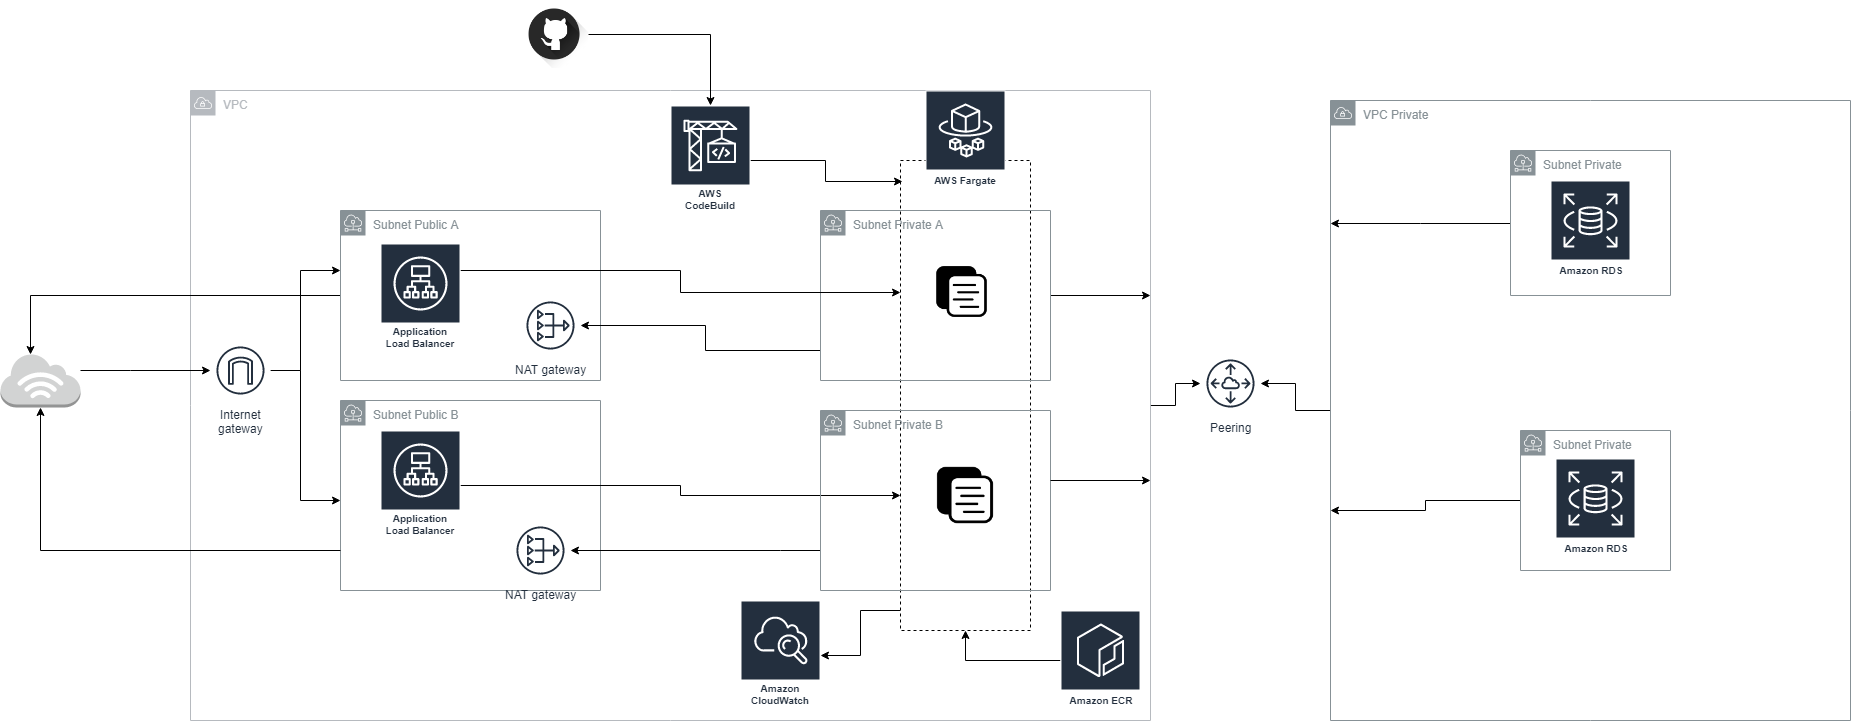 VPC
VPC Private
AWS
CodeBuild
AWS Fargate
Subnet Private
Amazon RDS
Subnet Public A
Application
Load Balancer
NAT gateway
Subnet Private A
Internet
gateway
Subnet Public B
Application
Load Balancer
NAT gateway
Subnet Private B
Peering
Subnet Private
Amazon RDS
Amazon
CloudWatch
Amazon ECR